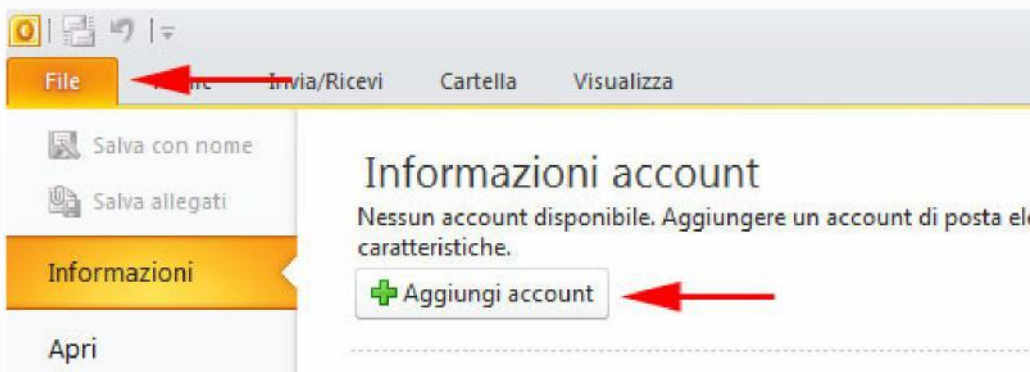 File Invia/Ricevi Cartella Visualizza
Salva con nome
Salva allegati
Informazioni
Apri
Informazioni account
Nessun account disponibile. Aggiungere un account di posta ele
caratteristiche.
Aggiungi account